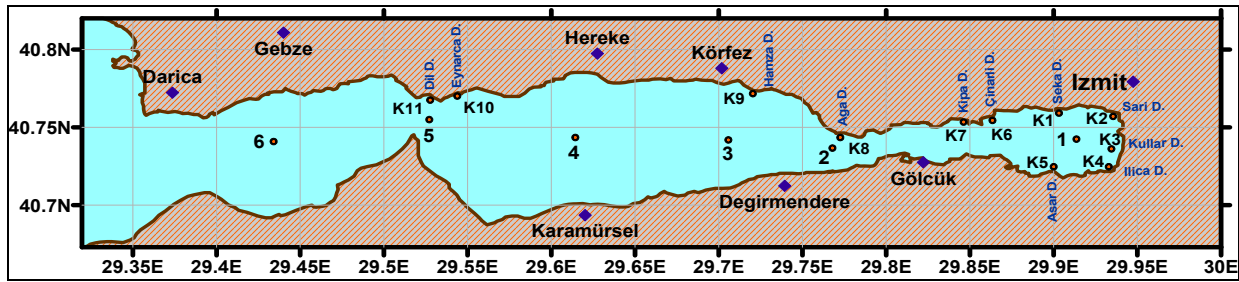 40.8N
40.75N
40.7N
Gebze
Darica
Hereke
Körfez
Izmit
Dil D.
Eynarca D.
Hamza D.
Aga D.
Kipa D.
Çinarli D.
Seka D.
Sari D.
Kullar D.
Ilica D.
Asar D.
K11
K10
K9
K8
K7
K6
K1
K2
K3
K4
K5
6
5
4
3
2
1
Gölcük
Degirmendere
Karamürsel
29.35E 29.4E 29.45E 29.5E 29.55E 29.6E 29.65E 29.7E 29.75E 29.8E 29.85E 29.9E 29.95E 30E